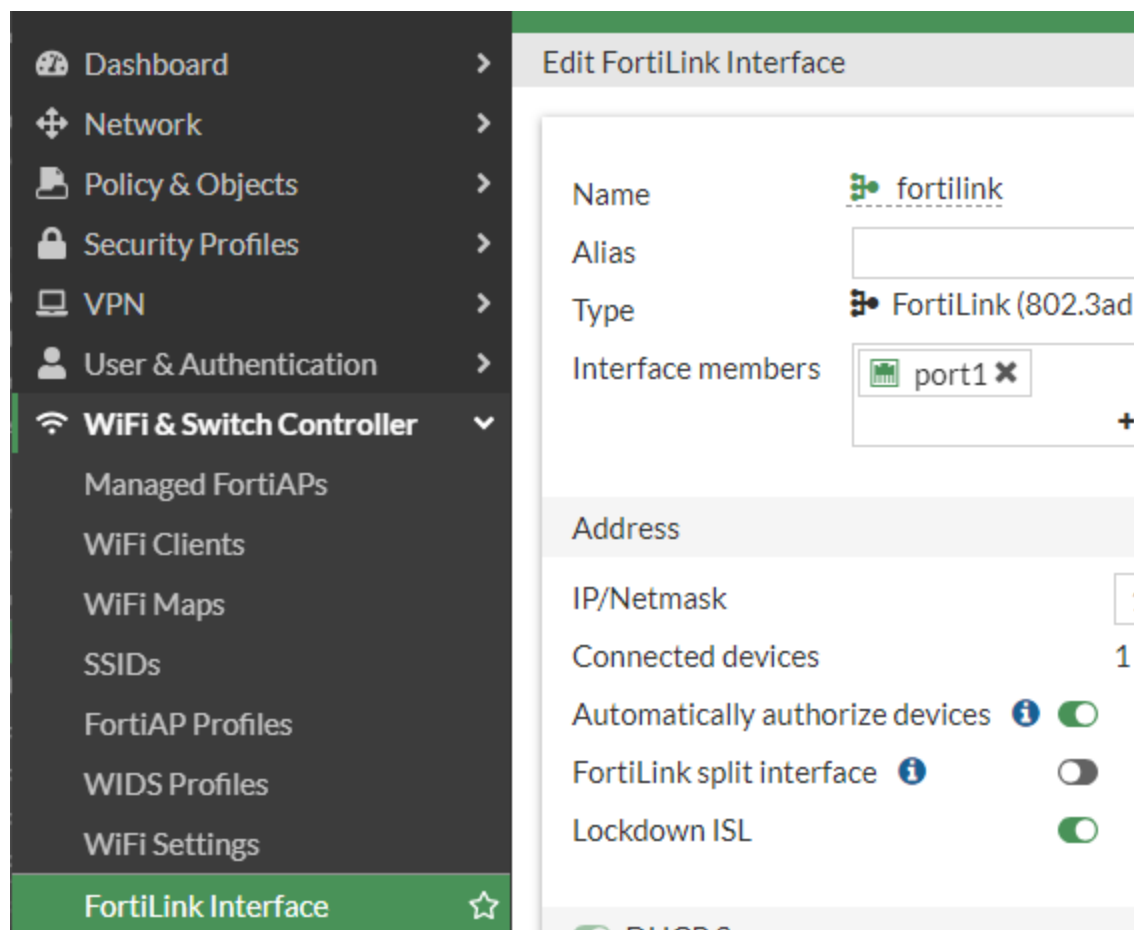 Dashboard
Network
Policy & Objects
Security Profiles
VPN
User & Authentication
WiFi & Switch Controller
Managed FortiAPs
WiFi Clients
WiFi Maps
SSIDs
FortiAP Profiles
WIDS Profiles
WiFi Settings
FortiLink Interface
Edit FortiLink Interface
Name fortilink
Alias
Type FortiLink (802.3ad
Interface members port1
Address
IP/Netmask
Connected devices 1
Automatically authorize devices
FortiLink split interface
Lockdown ISL